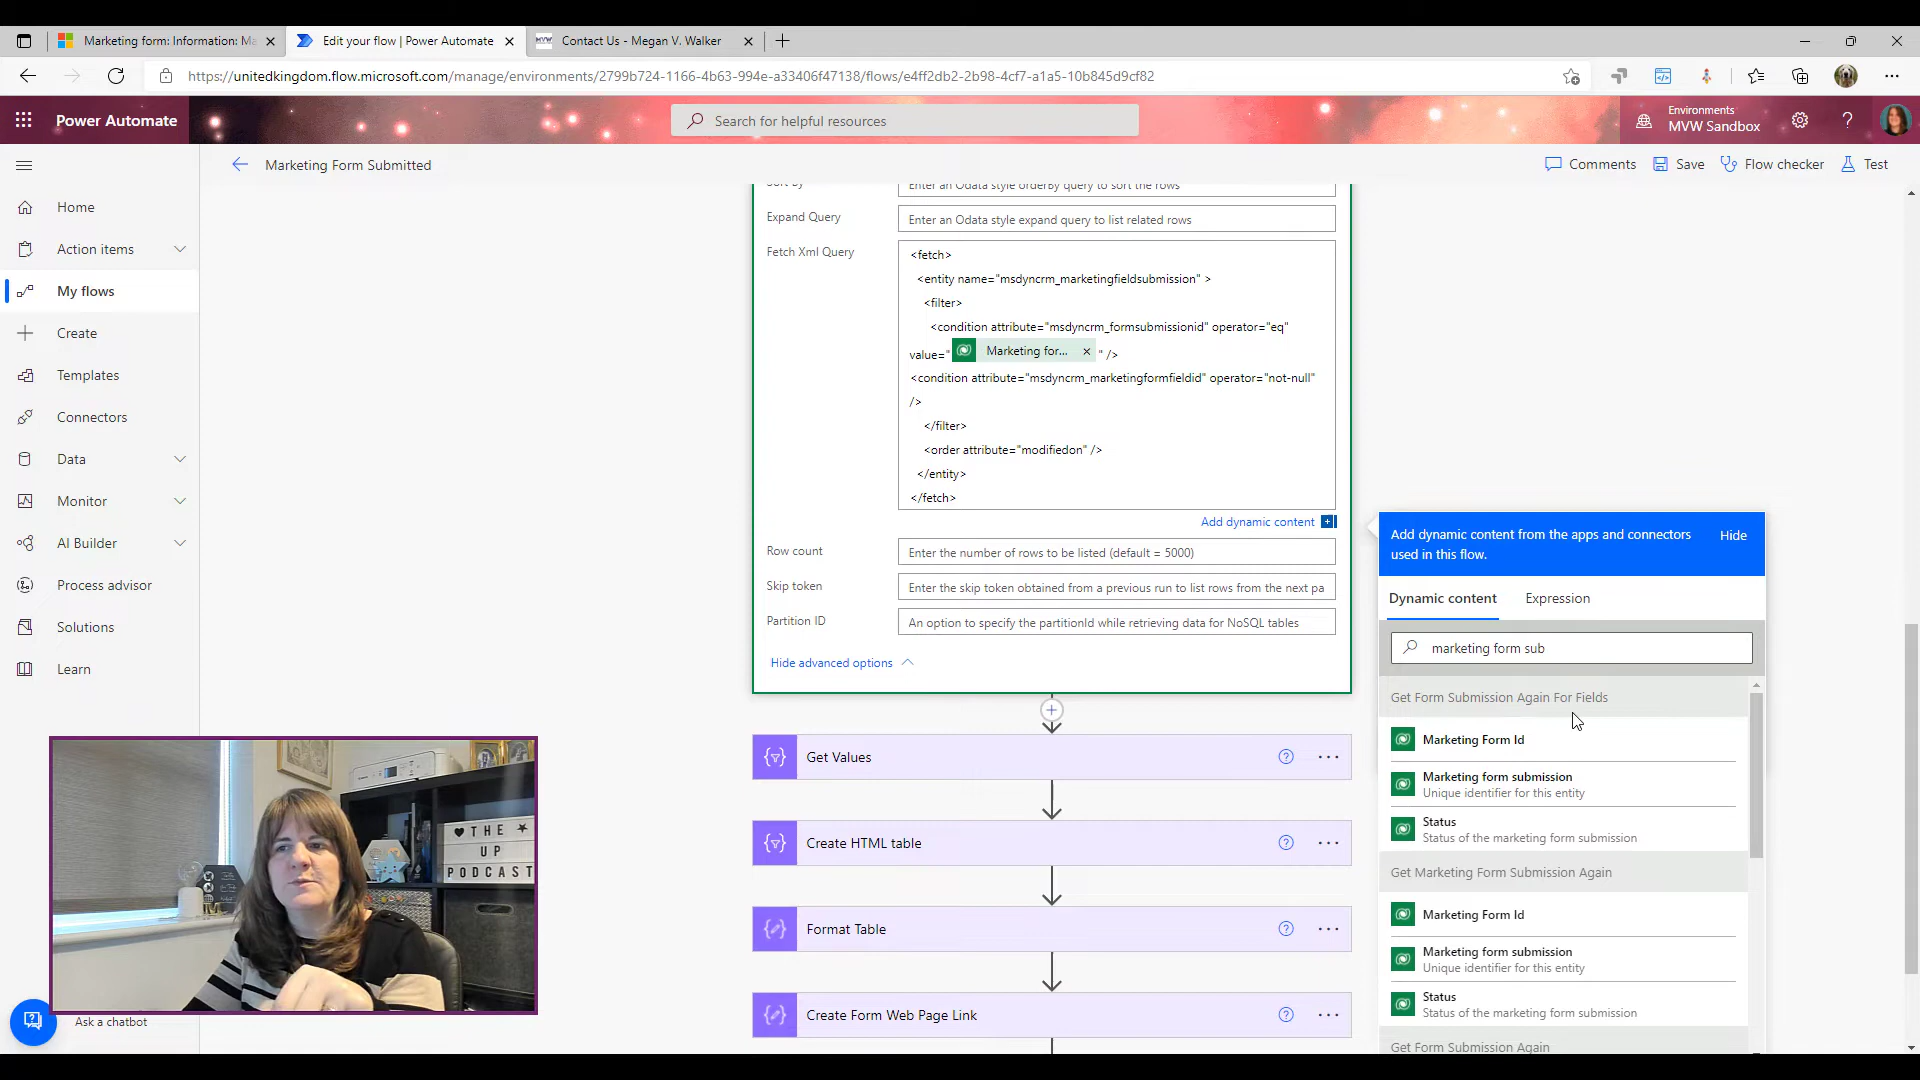 Marketing form: Information: Ma
Edit your flow | Power Automate
Contact Us - Megan V. Walker
https://unitedkingdom.flow.microsoft.com/manage/environments/2799b724-1166-4b63-994e-a33406f47138/flows/e4ff2db2-2b98-4cf7-a1a5-10b845d9cf82
Power Automate
Search for helpful resources
Environments
MVW Sandbox
Marketing Form Submitted
Comments
Save
Flow checker
Test
Home
Action items
My flows
Create
Templates
Connectors
Data
Monitor
AI Builder
Process advisor
Solutions
Learn
Ask a chatbot
Sort By
Enter an Odata style orderBy query to sort the rows
Expand Query
Enter an Odata style expand query to list related rows
Fetch Xml Query
<fetch>
<entity name="msdyncrm_marketingfieldsubmission" >
<filter>
<condition attribute="msdyncrm_formsubmissionid" operator="eq"
value=" Marketing for... × " />
<condition attribute="msdyncrm_marketingformfieldid" operator="not-null"
/>
</filter>
<order attribute="modifiedon" />
</entity>
</fetch>
Add dynamic content
Row count
Enter the number of rows to be listed (default = 5000)
Skip token
Enter the skip token obtained from a previous run to list rows from the next pa
Partition ID
An option to specify the partitionId while retrieving data for NoSQL tables
Hide advanced options
Get Values
Create HTML table
Format Table
Create Form Web Page Link
Add dynamic content from the apps and connectors
used in this flow.
Hide
Dynamic content
Expression
marketing form sub
Get Form Submission Again For Fields
Marketing Form Id
Marketing form submission
Unique identifier for this entity
Status
Status of the marketing form submission
Get Marketing Form Submission Again
Marketing Form Id
Marketing form submission
Unique identifier for this entity
Status
Status of the marketing form submission
Get Form Submission Again
THE
UP
PODCAST